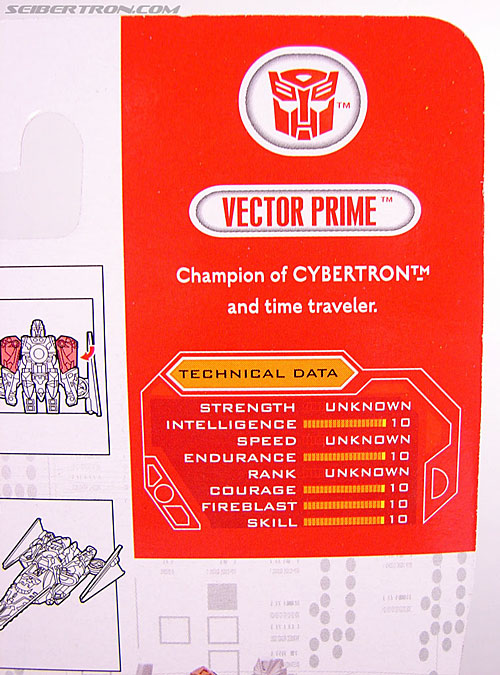 SEIBERTRON.COM
TM
VECTOR PRIME™
Champion of CYBERTRON™
and time traveler.
TECHNICAL DATA
STRENGTH UNKNOWN
INTELLIGENCE 10
SPEED UNKNOWN
ENDURANCE 10
RANK UNKNOWN
COURAGE 10
FIREBLAST 10
SKILL 10